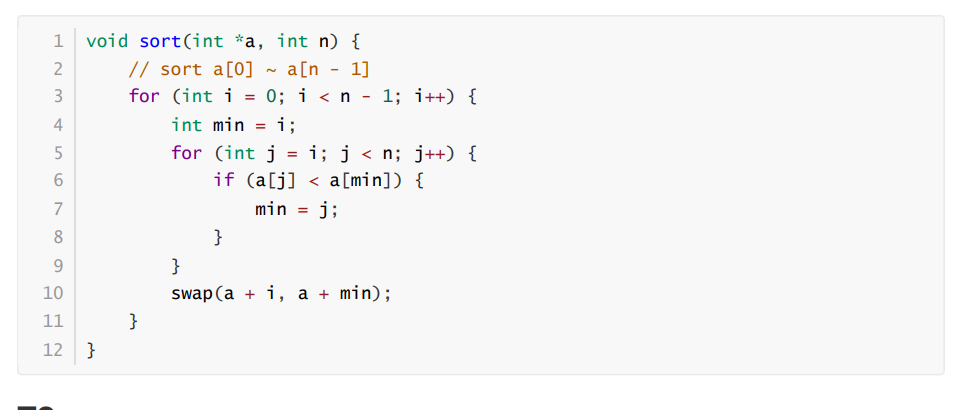 1 void sort(int *a, int n) {
2 // sort a[0] ~ a[n - 1]
3 for (int i = 0; i < n - 1; i++) {
4 int min = i;
5 for (int j = i; j < n; j++) {
6 if (a[j] < a[min]) {
7 min = j;
8 }
9 }
10 swap(a + i, a + min);
11 }
12 }